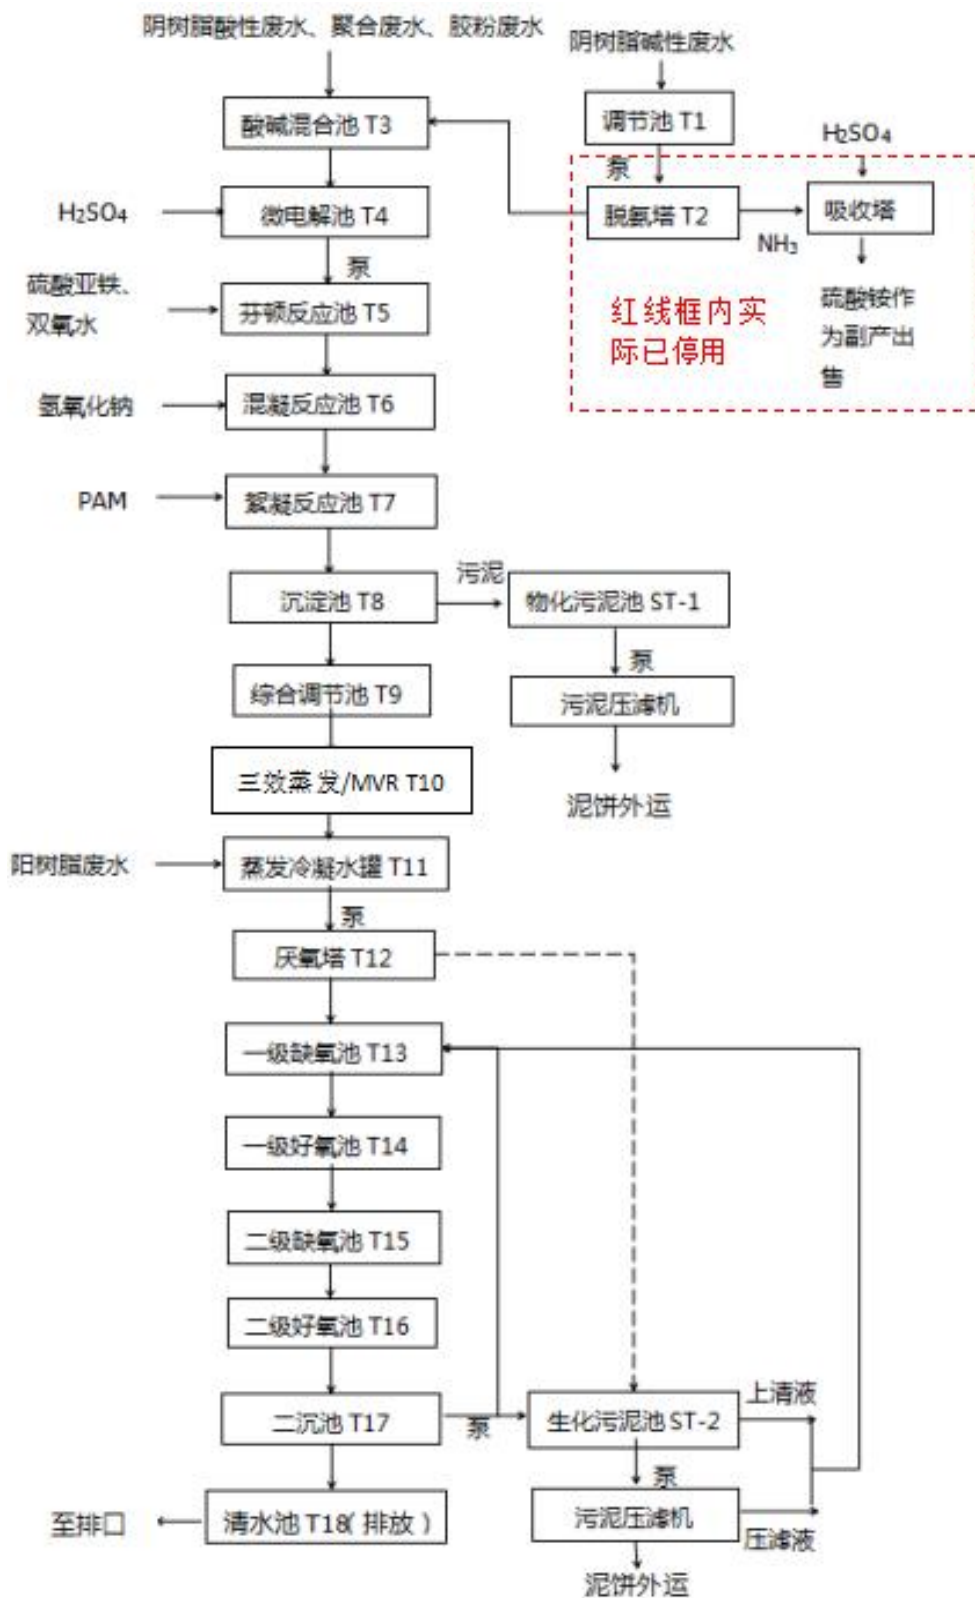 阴树脂酸性废水、聚合废水、胶粉废水
阴树脂碱性废水
酸碱混合池 T3
调节池 T1
H₂SO₄
泵
H₂SO₄
微电解池 T4
脱氨塔 T2
吸收塔
NH₃
泵
硫酸亚铁、
双氧水
芬顿反应池 T5
红线框内实
际已停用
硫酸铵作
为副产出
售
氢氧化钠
混凝反应池 T6
PAM
絮凝反应池 T7
污泥
沉淀池 T8
物化污泥池 ST-1
泵
综合调节池 T9
污泥压滤机
三效蒸发/MVR T10
泥饼外运
阳树脂废水
蒸发冷凝水罐 T11
泵
厌氧塔 T12
一级缺氧池 T13
一级好氧池 T14
二级缺氧池 T15
二级好氧池 T16
上清液
二沉池 T17
泵
生化污泥池 ST-2
泵
至排口
清水池 T18( 排放 )
污泥压滤机
压滤液
泥饼外运